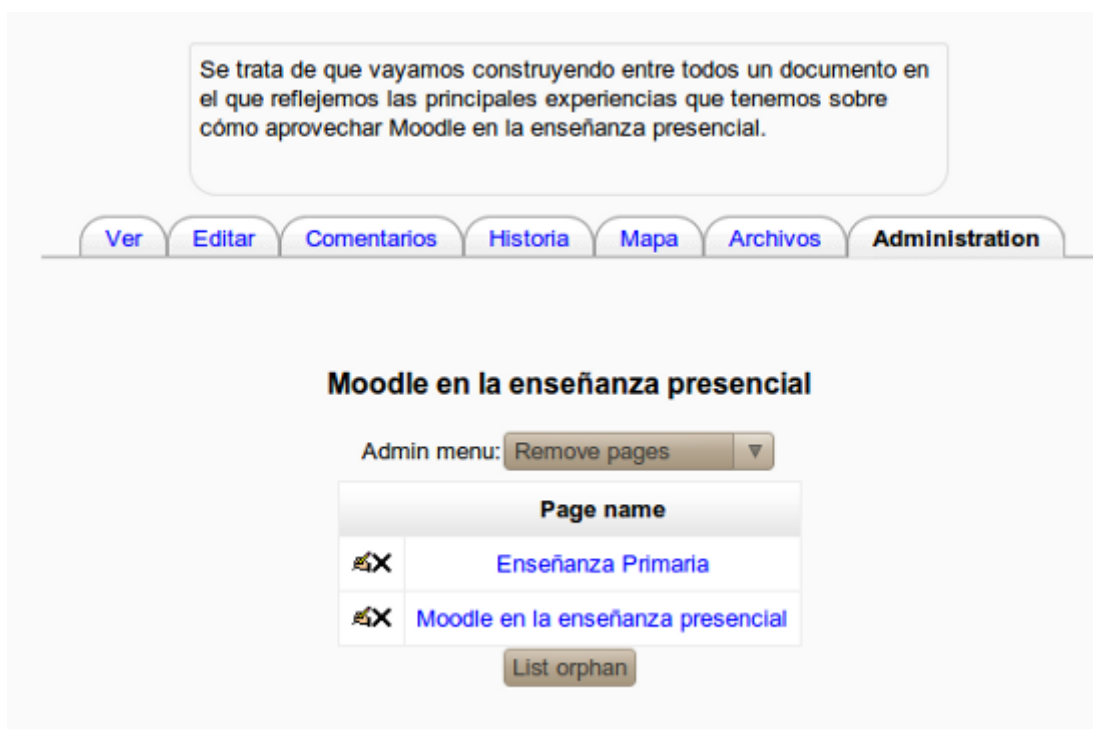 Se trata de que vayamos construyendo entre todos un documento en
el que reflejemos las principales experiencias que tenemos sobre
cómo aprovechar Moodle en la enseñanza presencial.
Ver Editar Comentarios Historia Mapa Archivos Administration
Moodle en la enseñanza presencial
Admin menu: Remove pages
Page name
Enseñanza Primaria
Moodle en la enseñanza presencial
List orphan